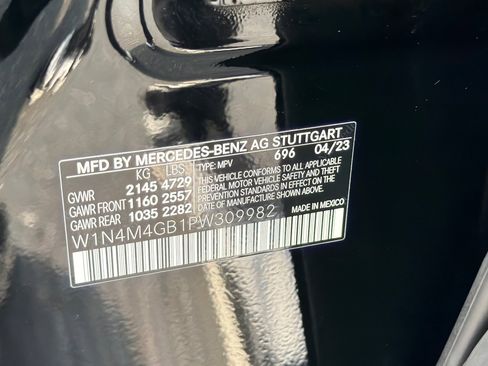 MFD BY MERCEDES-BENZ AG STUTTGART
KG LBS TYPE: MPV 696 04/23
GVWR 2145 4729
GAWR FRONT 1160 2557
GAWR REAR 1035 2282
THIS VEHICLE CONFORMS TO ALL APPLICABLE
FEDERAL MOTOR VEHICLE SAFETY AND
THEFT PREVENTION STANDARDS IN EFFECT
ON THE DATE OF MANUFACTURE
SHOWN ABOVE.
W1N4M4GB1PW309982
MADE IN MEXICO